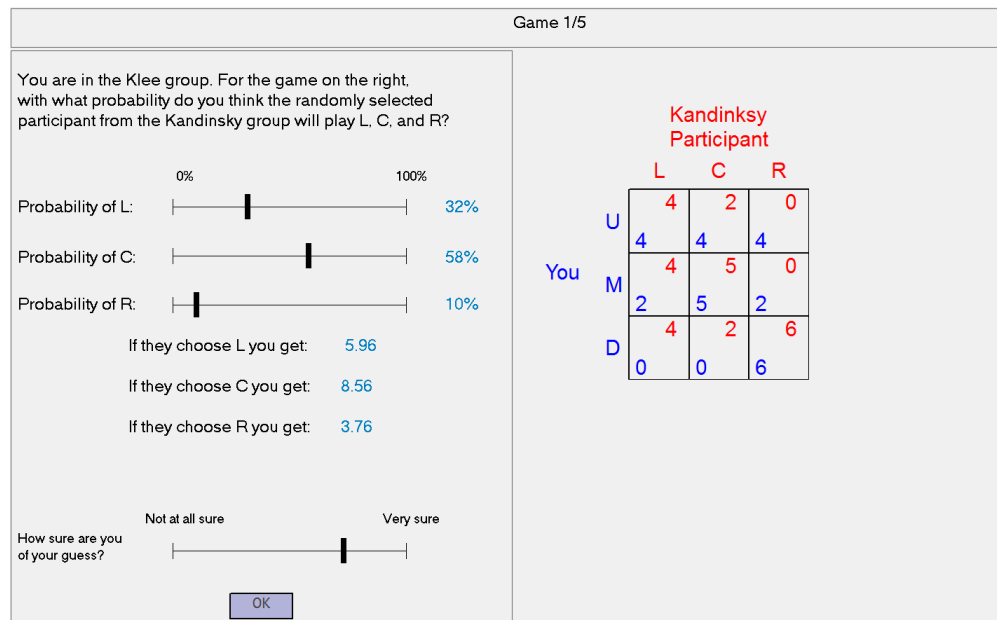 Game 1/5
You are in the Klee group. For the game on the right,
with what probability do you think the randomly selected
participant from the Kandinsky group will play L, C, and R?
0% 100%
Probability of L: 32%
Probability of C: 58%
Probability of R: 10%
If they choose L you get: 5.96
If they choose C you get: 8.56
If they choose R you get: 3.76
Not at all sure Very sure
How sure are you
of your guess?
OK
Kandinksy
Participant
L C R
4 2 0
U
4 4 4
4 5 0
You M
2 5 2
4 2 6
D
0 0 6